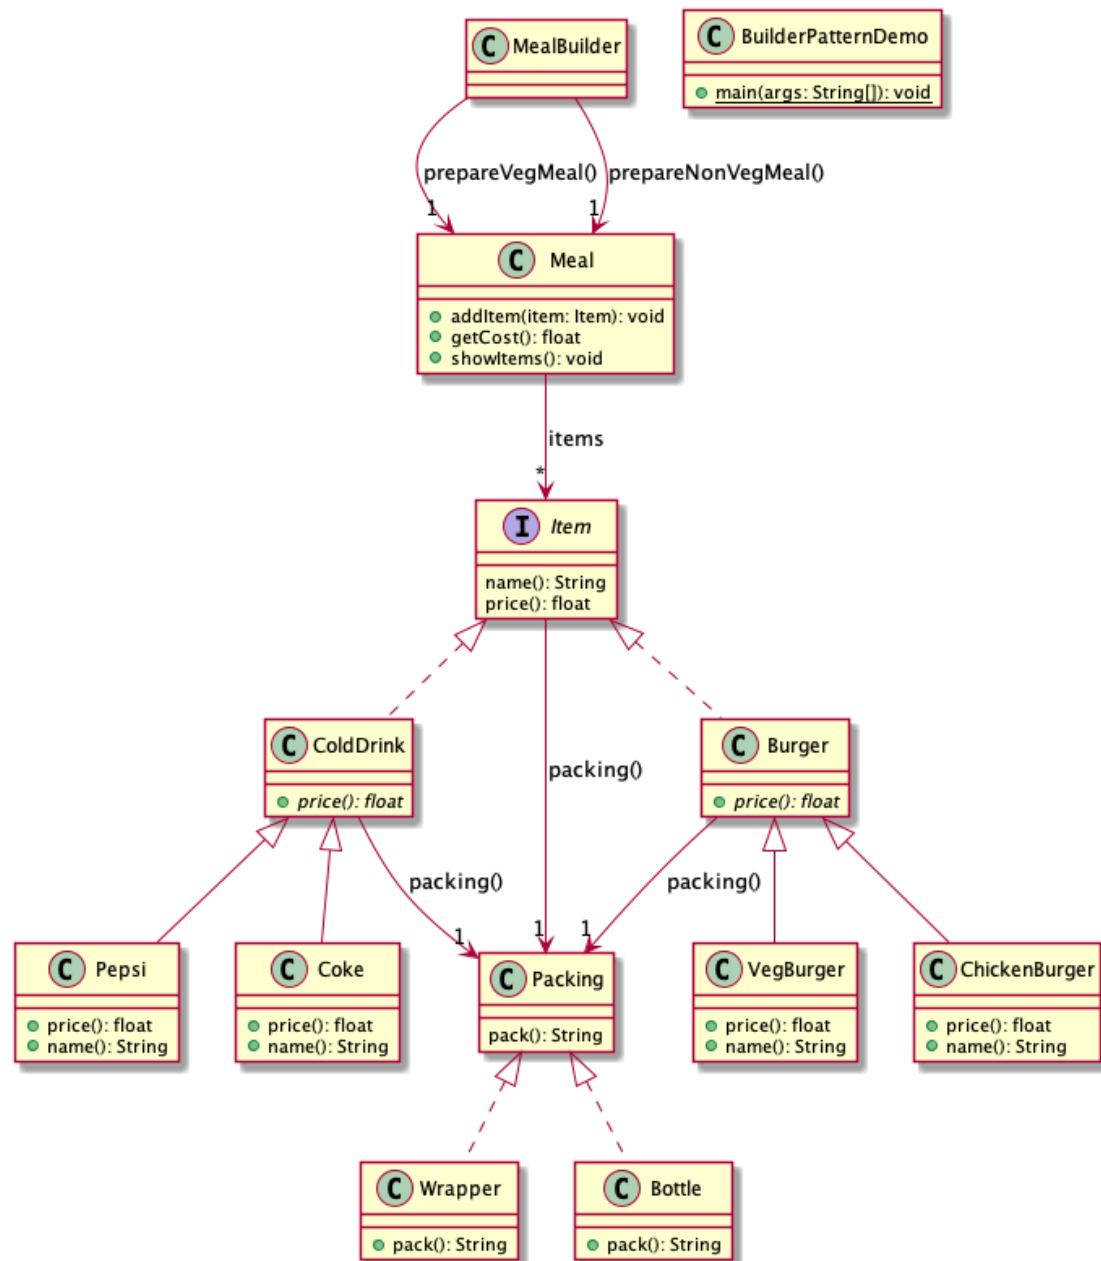 C MealBuilder
C BuilderPatternDemo
main(args: String[]): void
prepareVegMeal()
prepareNonVegMeal()
1
1
C Meal
addItem(item: Item): void
getCost(): float
showItems(): void
items
*
I Item
name(): String
price(): float
C ColdDrink
price(): float
packing()
C Burger
price(): float
packing()
packing()
1
1
1
C Pepsi
price(): float
name(): String
C Coke
price(): float
name(): String
C Packing
pack(): String
C VegBurger
price(): float
name(): String
C ChickenBurger
price(): float
name(): String
C Wrapper
pack(): String
C Bottle
pack(): String